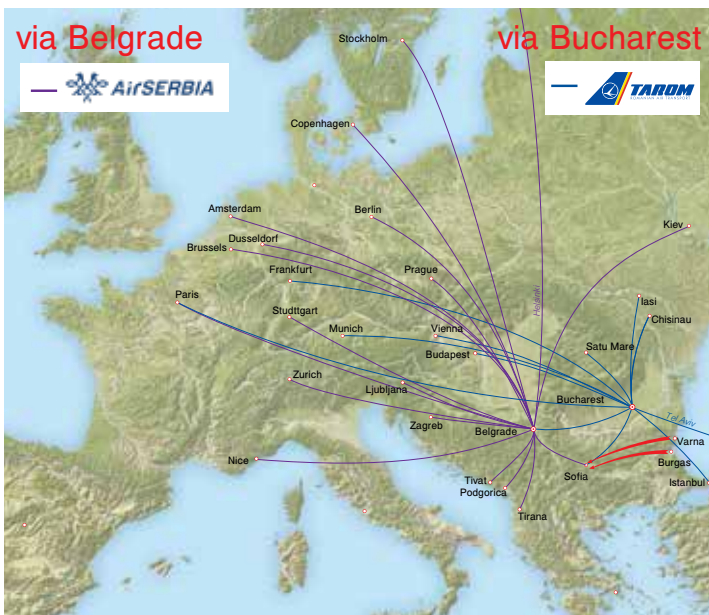 via Belgrade
via Bucharest
AirSERBIA
TAROM
ROMANIAN AIR TRANSPORT
Stockholm
Copenhagen
Amsterdam
Berlin
Kiev
Dusseldorf
Brussels
Frankfurt
Prague
Helsinki
Paris
Iasi
Studttgart
Chisinau
Munich
Vienna
Budapest
Satu Mare
Zurich
Ljubljana
Bucharest
Tel Aviv
Zagreb
Belgrade
Varna
Nice
Burgas
Sofia
Tivat
Istanbul
Podgorica
Tirana